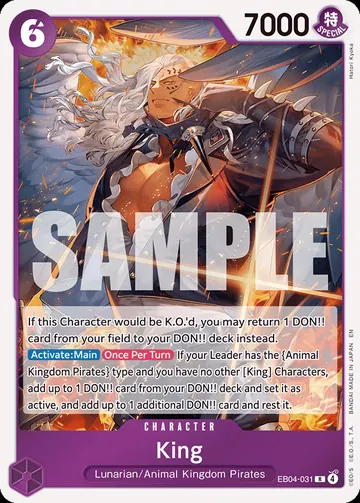 6
7000
特
SPECIAL
Hatori Kyoka
SAMPLE
If this Character would be K.O.'d, you may return 1 DON!!
card from your field to your DON!! deck instead.
Activate:Main Once Per Turn If your Leader has the {Animal
Kingdom Pirates} type and you have no other [King] Characters,
add up to 1 DON!! card from your DON!! deck and set it as
active, and add up to 1 additional DON!! card and rest it.
CHARACTER
King
Lunarian/Animal Kingdom Pirates
EB04-031 R 4
BANDAI MADE IN JAPAN EN
©E.O./S., T.A.